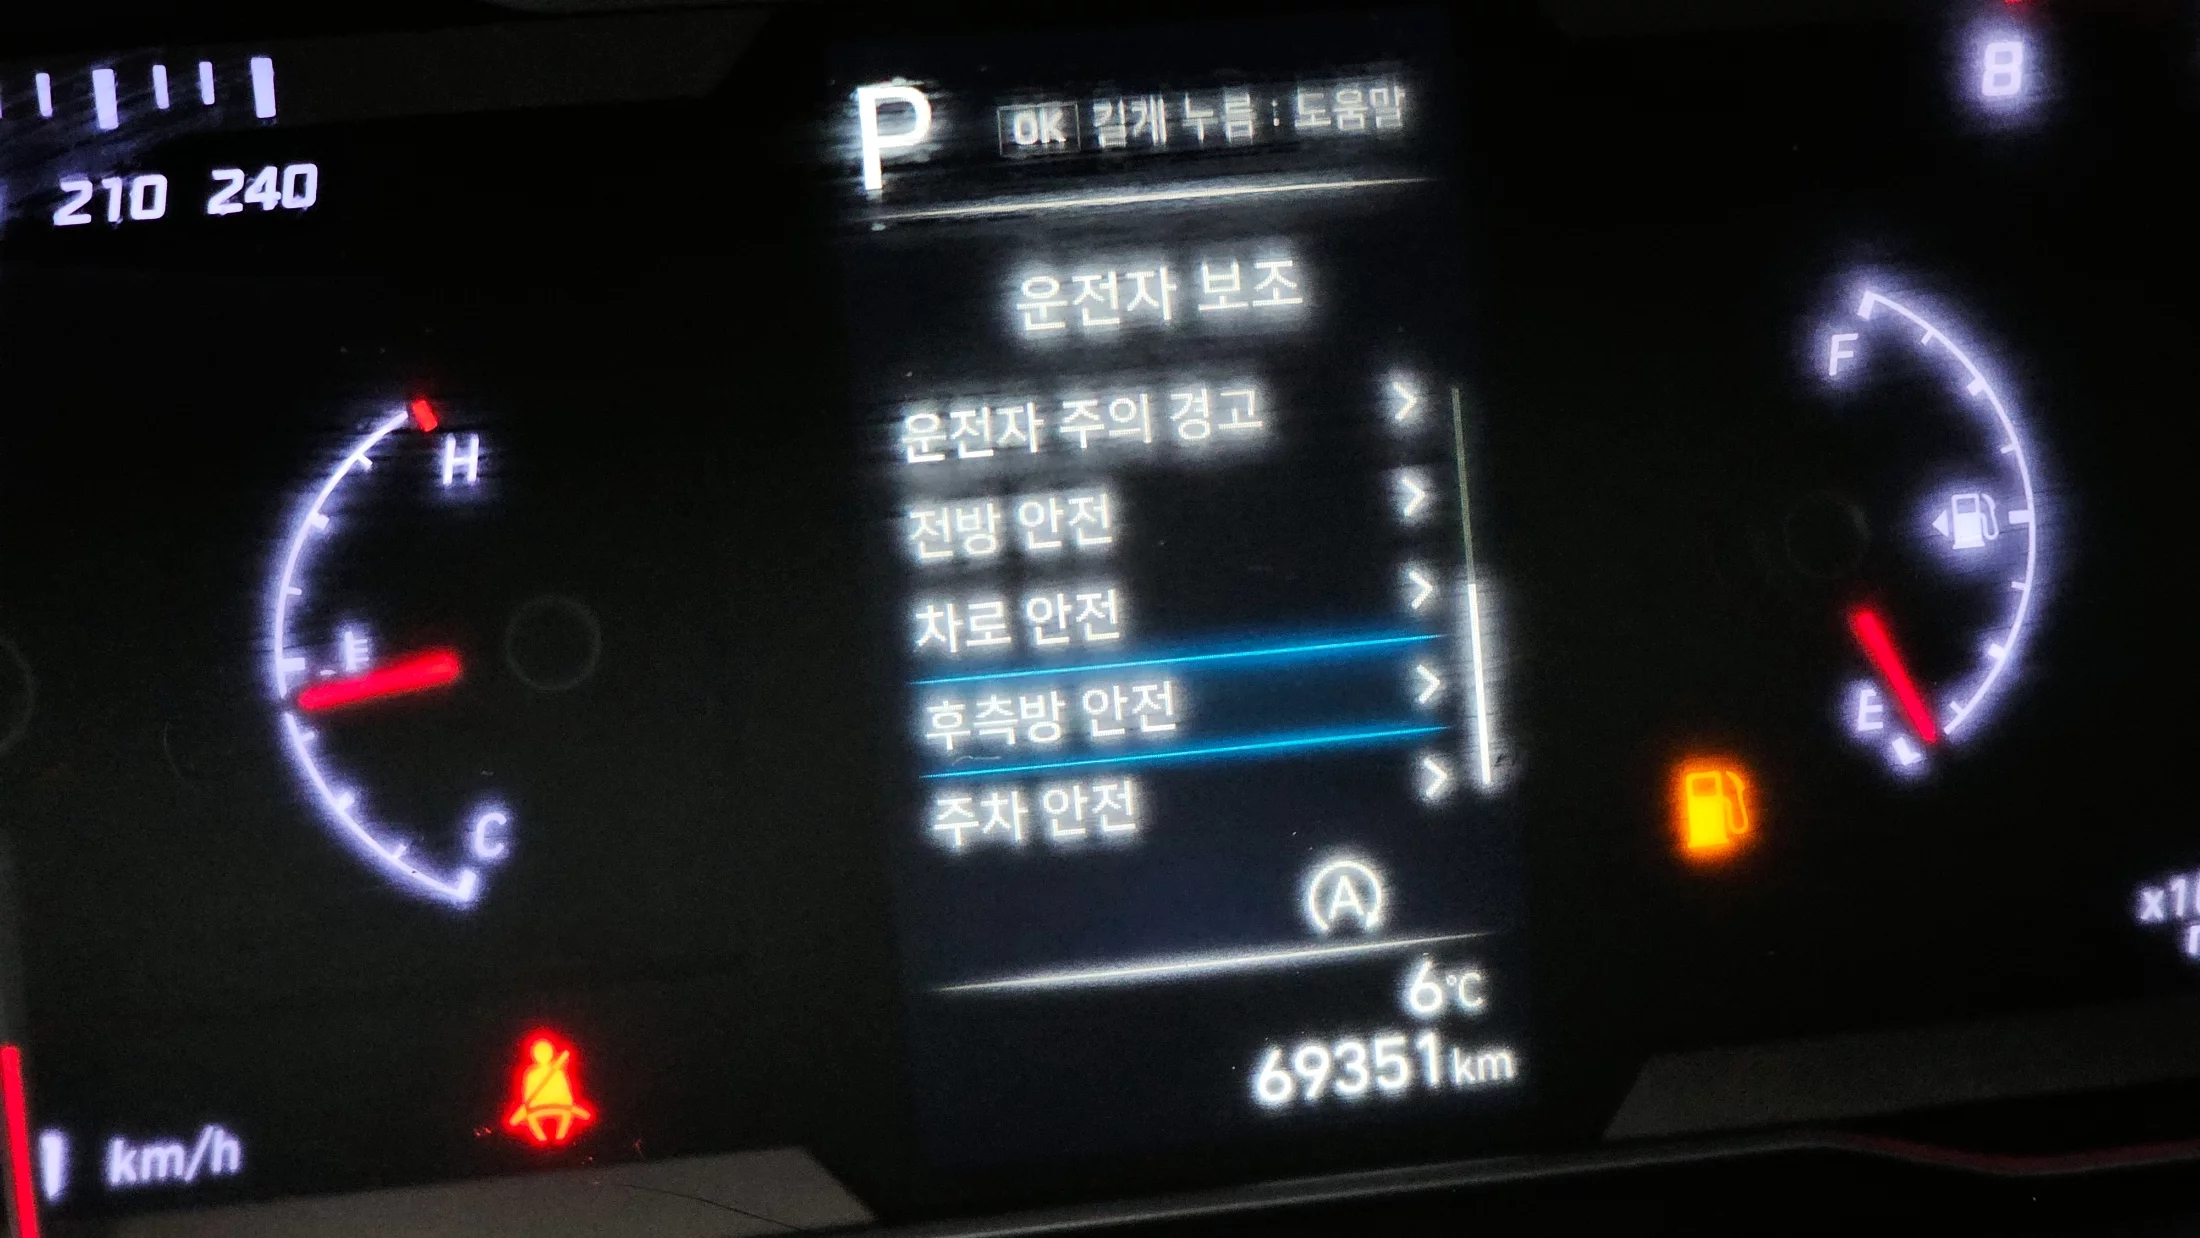 210 240
P
OK 길게 누름 : 도움말
8
운전자 보조
운전자 주의 경고
전방 안전
차로 안전
후측방 안전
주차 안전
H
C
F
E
A
6°C
69351 km
km/h